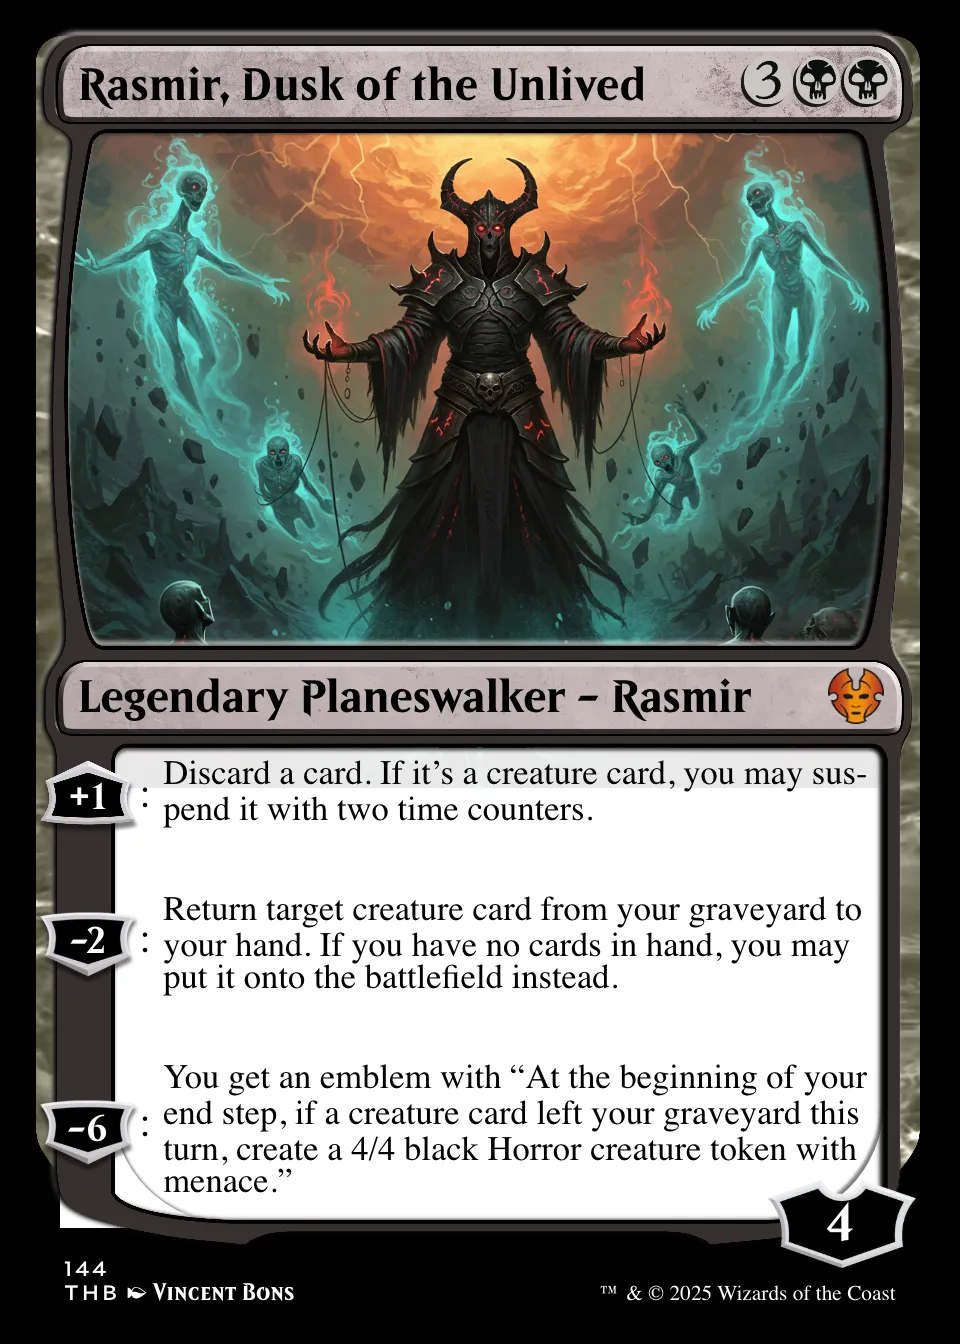 Rasmir, Dusk of the Unlived 3
Legendary Planeswalker – Rasmir
+1 : Discard a card. If it's a creature card, you may sus-
pend it with two time counters.
Return target creature card from your graveyard to
–2 : your hand. If you have no cards in hand, you may
put it onto the battlefield instead.
You get an emblem with “At the beginning of your
–6 : end step, if a creature card left your graveyard this
turn, create a 4/4 black Horror creature token with
menace.”
4
144
THB Vincent Bons
™ & © 2025 Wizards of the Coast